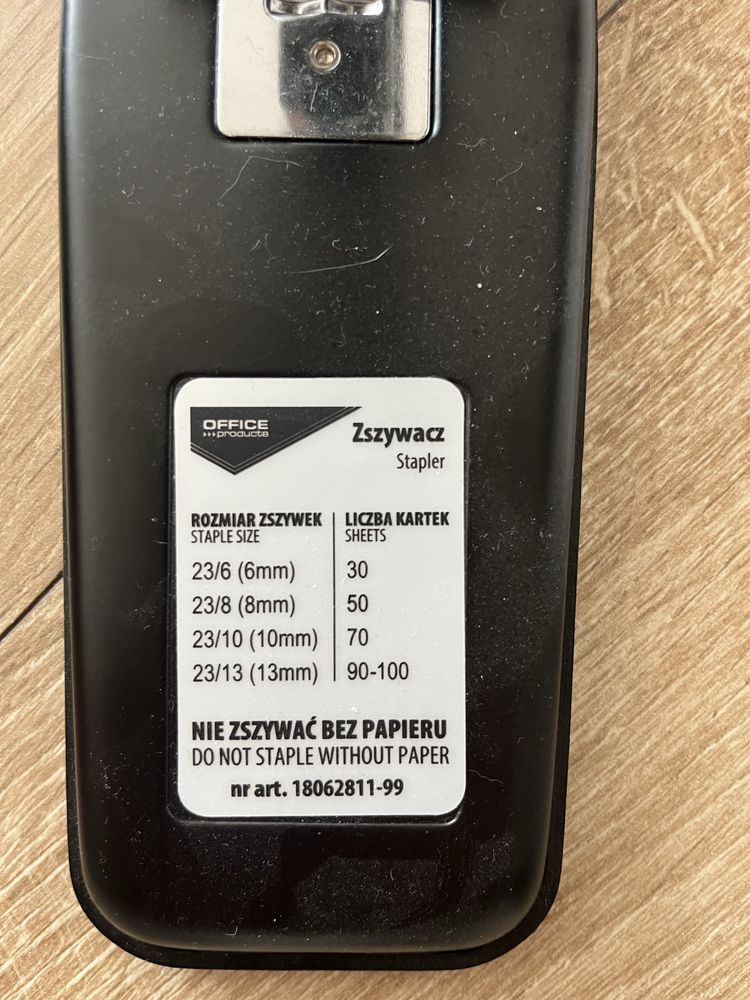 OFFICE
products
Zszywacz
Stapler
ROZMIAR ZSZYWEK LICZBA KARTEK
STAPLE SIZE SHEETS
23/6 (6mm) 30
23/8 (8mm) 50
23/10 (10mm) 70
23/13 (13mm) 90-100
NIE ZSZYWAĆ BEZ PAPIERU
DO NOT STAPLE WITHOUT PAPER
nr art. 18062811-99